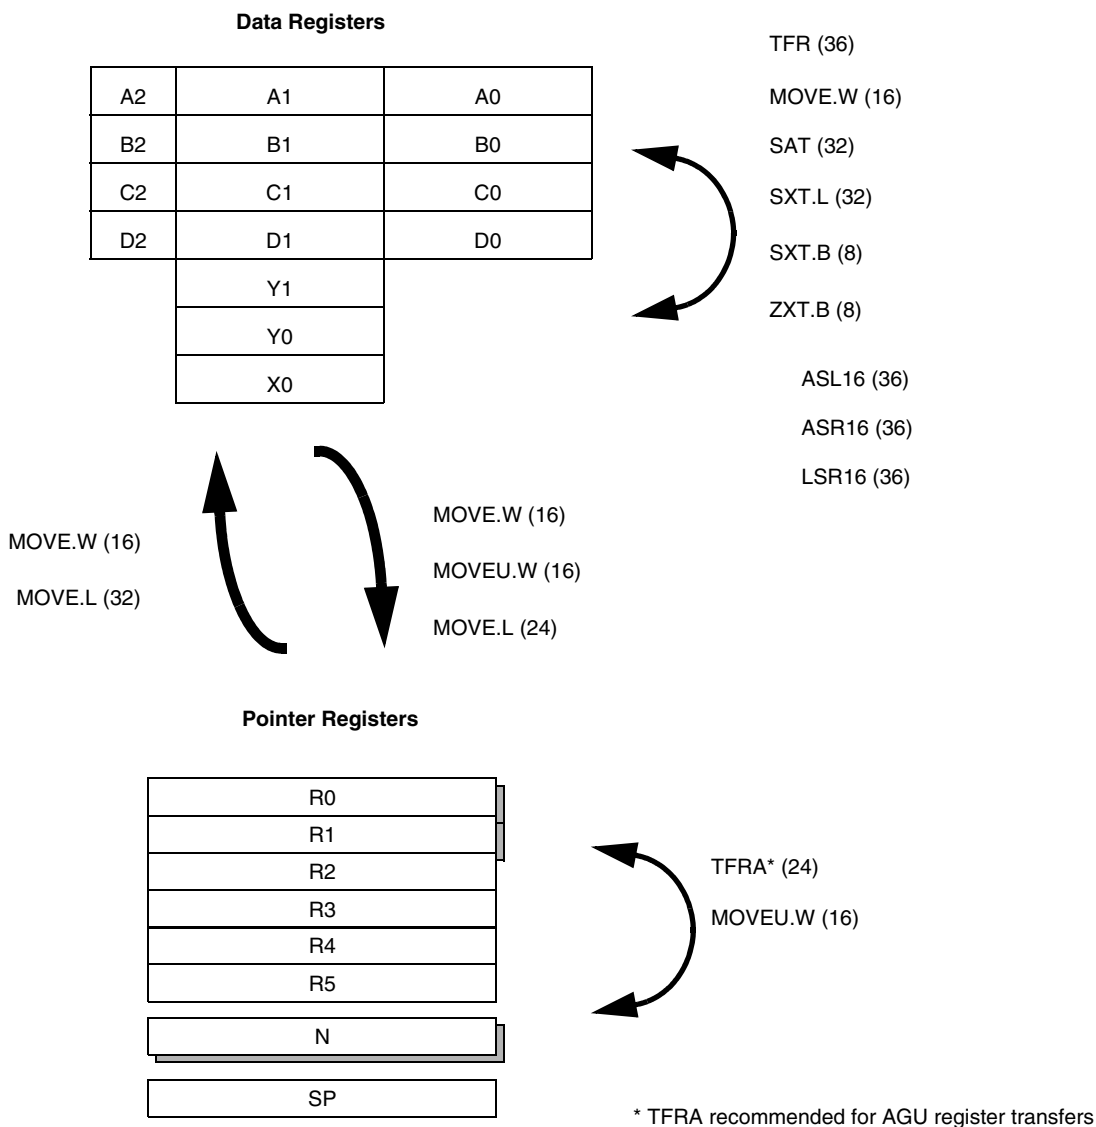 Data Registers
A2 A1 A0
B2 B1 B0
C2 C1 C0
D2 D1 D0
Y1
Y0
X0
TFR (36)
MOVE.W (16)
SAT (32)
SXT.L (32)
SXT.B (8)
ZXT.B (8)
ASL16 (36)
ASR16 (36)
LSR16 (36)
MOVE.W (16)
MOVE.L (32)
MOVE.W (16)
MOVEU.W (16)
MOVE.L (24)
Pointer Registers
R0
R1
R2
R3
R4
R5
N
SP
TFRA* (24)
MOVEU.W (16)
* TFRA recommended for AGU register transfers